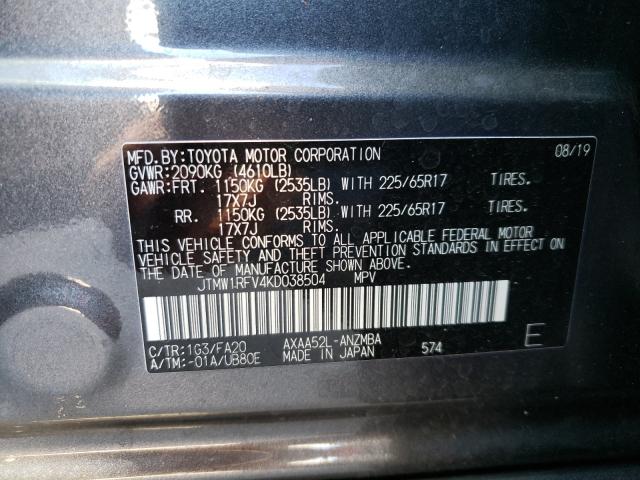 MFD.BY:TOYOTA MOTOR CORPORATION 08/19
GVWR:2090KG (4610LB)
GAWR:FRT. 1150KG (2535LB) WITH 225/65R17 TIRES.
17X7J RIMS.
RR. 1150KG (2535LB) WITH 225/65R17 TIRES.
17X7J RIMS.
THIS VEHICLE CONFORMS TO ALL APPLICABLE FEDERAL MOTOR
VEHICLE SAFETY AND THEFT PREVENTION STANDARDS IN EFFECT ON
THE DATE OF MANUFACTURE SHOWN ABOVE.
JTMW1RFV4KD038504 MPV
C/TR:1G3/FA20 AXAA52L-ANZMBA E
A/TM:-01A/UB80E MADE IN JAPAN 574